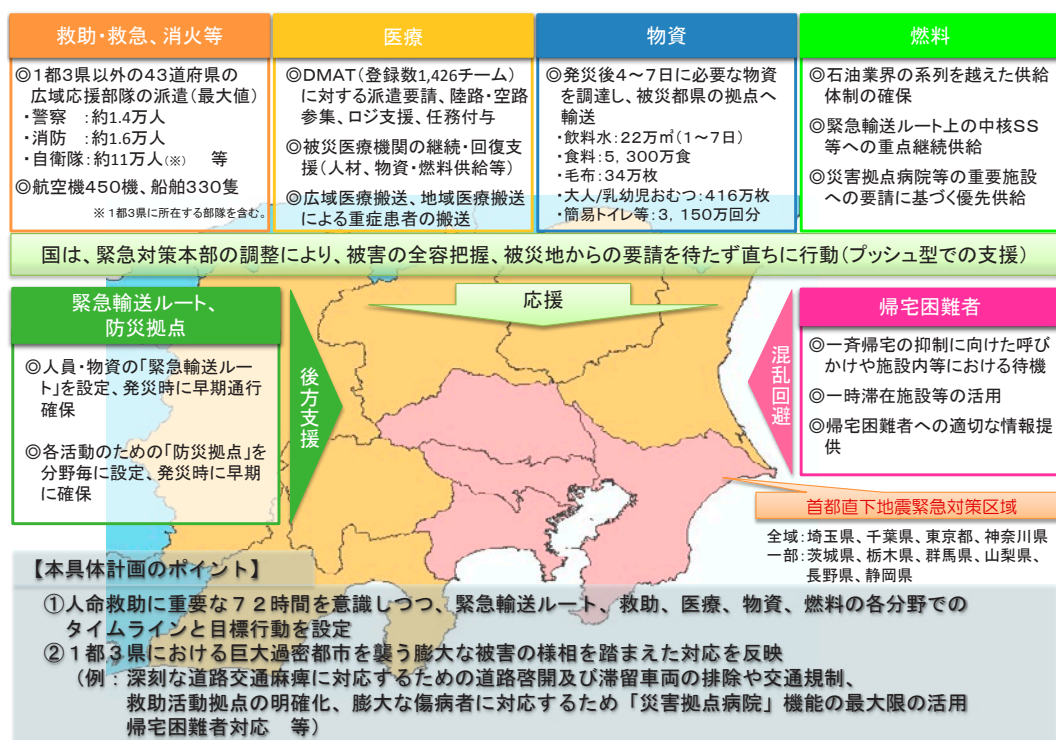 救助・救急、消火等
◎1都3県以外の43道府県の
広域応援部隊の派遣(最大値)
・警察　：約1.4万人
・消防　：約1.6万人
・自衛隊：約11万人(※)　等
◎航空機450機、船舶330隻
※1都3県に所在する部隊を含む。
医療
◎DMAT(登録数1,426チーム)
に対する派遣要請、陸路・空路
参集、ロジ支援、任務付与
◎被災医療機関の継続・回復支
援(人材、物資・燃料供給等)
◎広域医療搬送、地域医療搬送
による重症患者の搬送
物資
◎発災後4～7日に必要な物資
を調達し、被災都県の拠点へ
輸送
・飲料水：22万㎥(1～7日)
・食料：5,300万食
・毛布：34万枚
・大人/乳幼児おむつ：416万枚
・簡易トイレ等：3,150万回分
燃料
◎石油業界の系列を越えた供給
体制の確保
◎緊急輸送ルート上の中核SS
等への重点継続供給
◎災害拠点病院等の重要施設
への要請に基づく優先供給
国は、緊急対策本部の調整により、被害の全容把握、被災地からの要請を待たず直ちに行動(プッシュ型での支援)
緊急輸送ルート、
防災拠点
◎人員・物資の「緊急輸送ルー
ト」を設定、発災時に早期通行
確保
◎各活動のための「防災拠点」を
分野毎に設定、発災時に早期
に確保
後方支援
応援
混乱回避
帰宅困難者
◎一斉帰宅の抑制に向けた呼び
かけや施設内等における待機
◎一時滞在施設等の活用
◎帰宅困難者への適切な情報提
供
首都直下地震緊急対策区域
全域：埼玉県、千葉県、東京都、神奈川県
一部：茨城県、栃木県、群馬県、山梨県、
長野県、静岡県
【本具体計画のポイント】
①人命救助に重要な７２時間を意識しつつ、緊急輸送ルート、救助、医療、物資、燃料の各分野での
タイムラインと目標行動を設定
②１都３県における巨大過密都市を襲う膨大な被害の様相を踏まえた対応を反映
（例：深刻な道路交通麻痺に対応するための道路啓開及び滞留車両の排除や交通規制、
救助活動拠点の明確化、膨大な傷病者に対応するため「災害拠点病院」機能の最大限の活用
帰宅困難者対応　等）